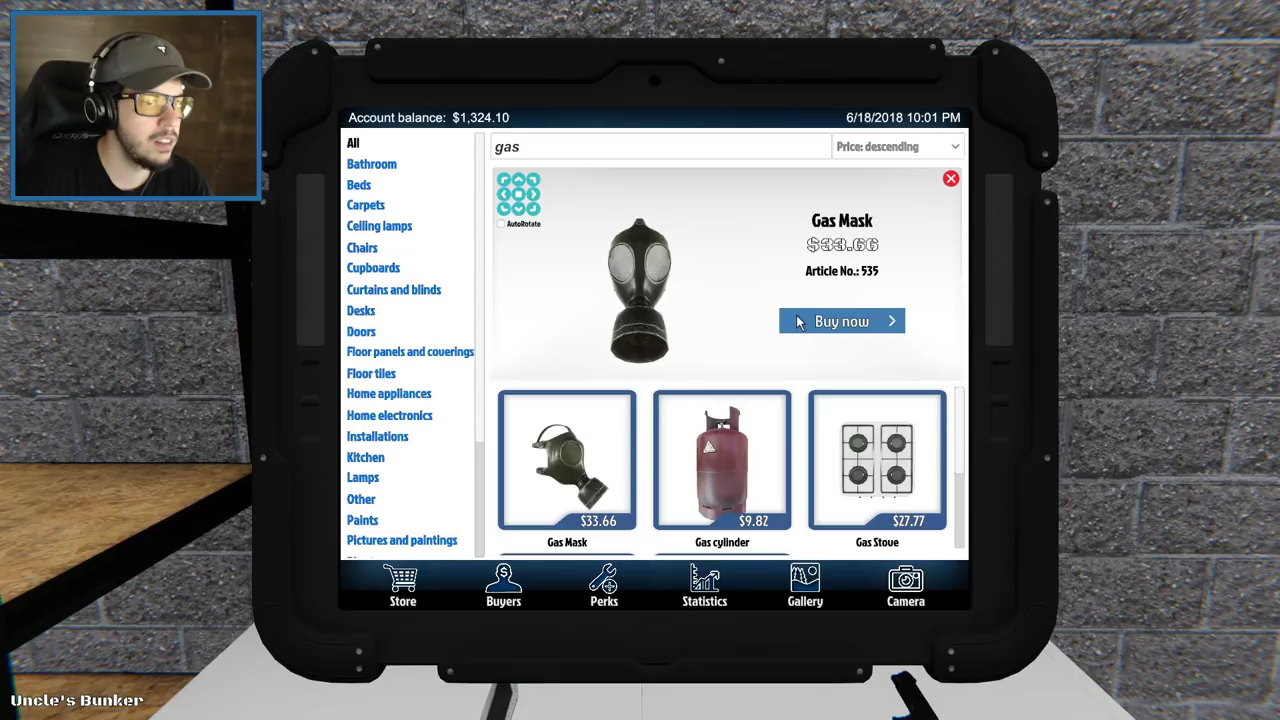 Account balance: $1,324.10
6/18/2018 10:01 PM
All
Bathroom
Beds
Carpets
Ceiling lamps
Chairs
Cupboards
Curtains and blinds
Desks
Doors
Floor panels and coverings
Floor tiles
Home appliances
Home electronics
Installations
Kitchen
Lamps
Other
Paints
Pictures and paintings
gas
Price: descending
AutoRotate
Gas Mask
$33.66
Article No.: 535
Buy now
$33.66
$9.82
$27.77
Gas Mask
Gas cylinder
Gas Stove
Store
Buyers
Perks
Statistics
Gallery
Camera
Uncle's Bunker